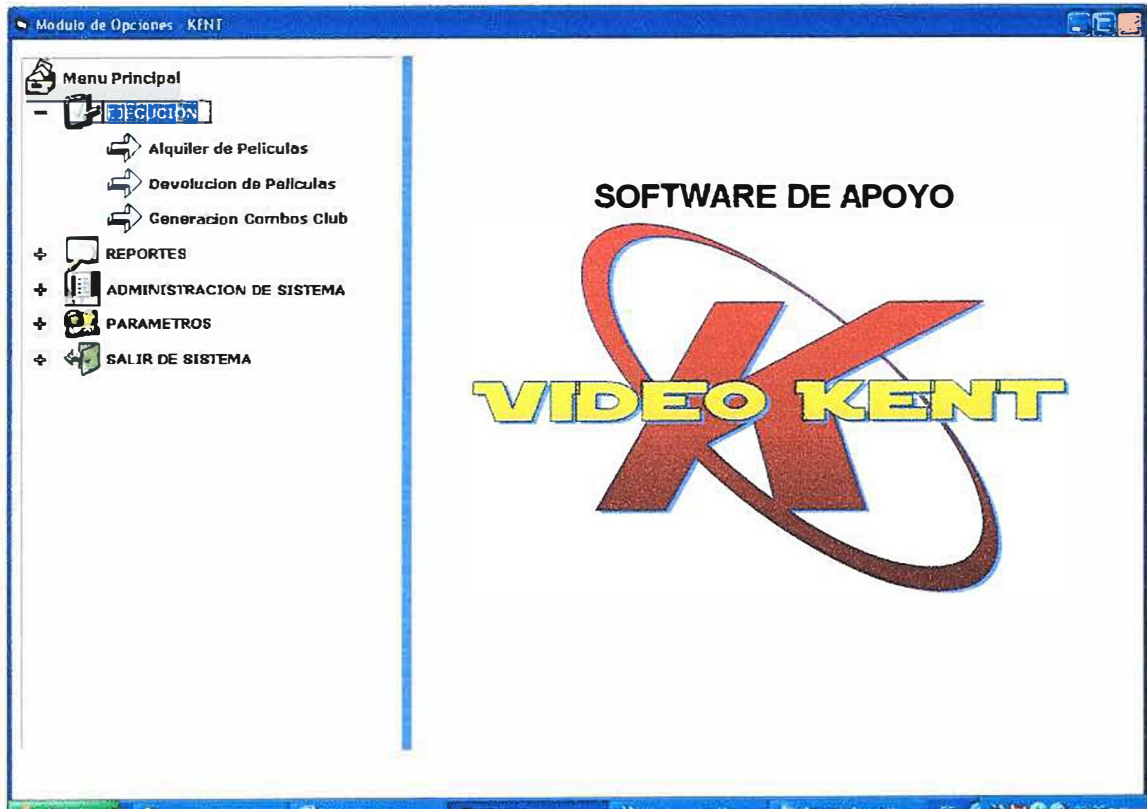 Modulo de Opciones - KENT
Menu Principal
EJECUCION
Alquiler de Peliculas
Devolucion de Peliculas
Generacion Combos Club
REPORTES
ADMINISTRACION DE SISTEMA
PARAMETROS
SALIR DE SISTEMA
SOFTWARE DE APOYO
K
VIDEO KENT